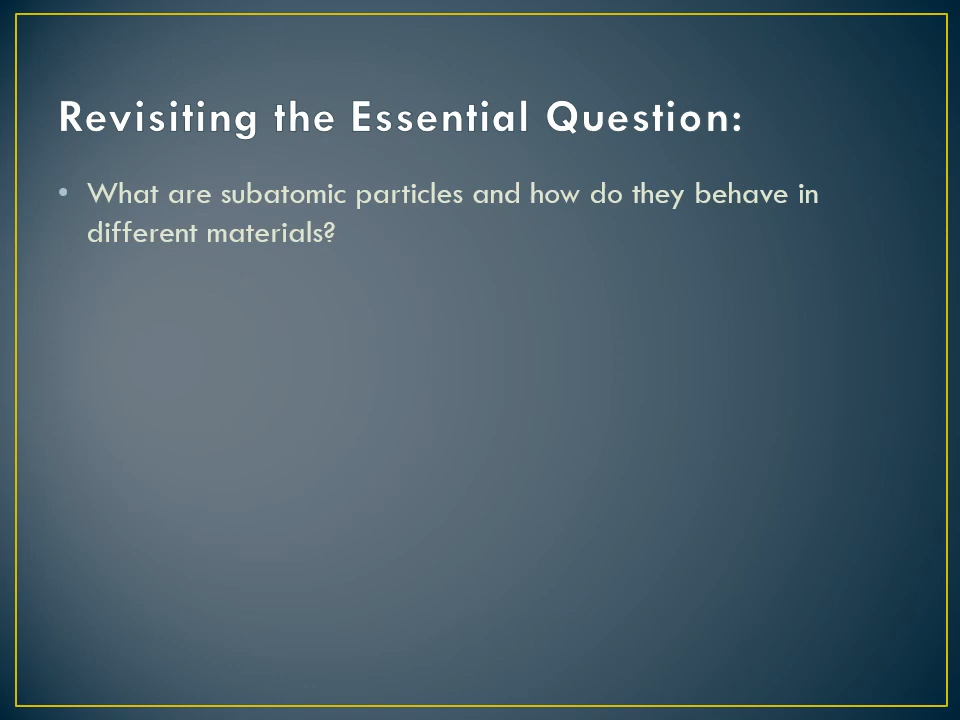 Revisiting the Essential Question:
• What are subatomic particles and how do they behave in
different materials?